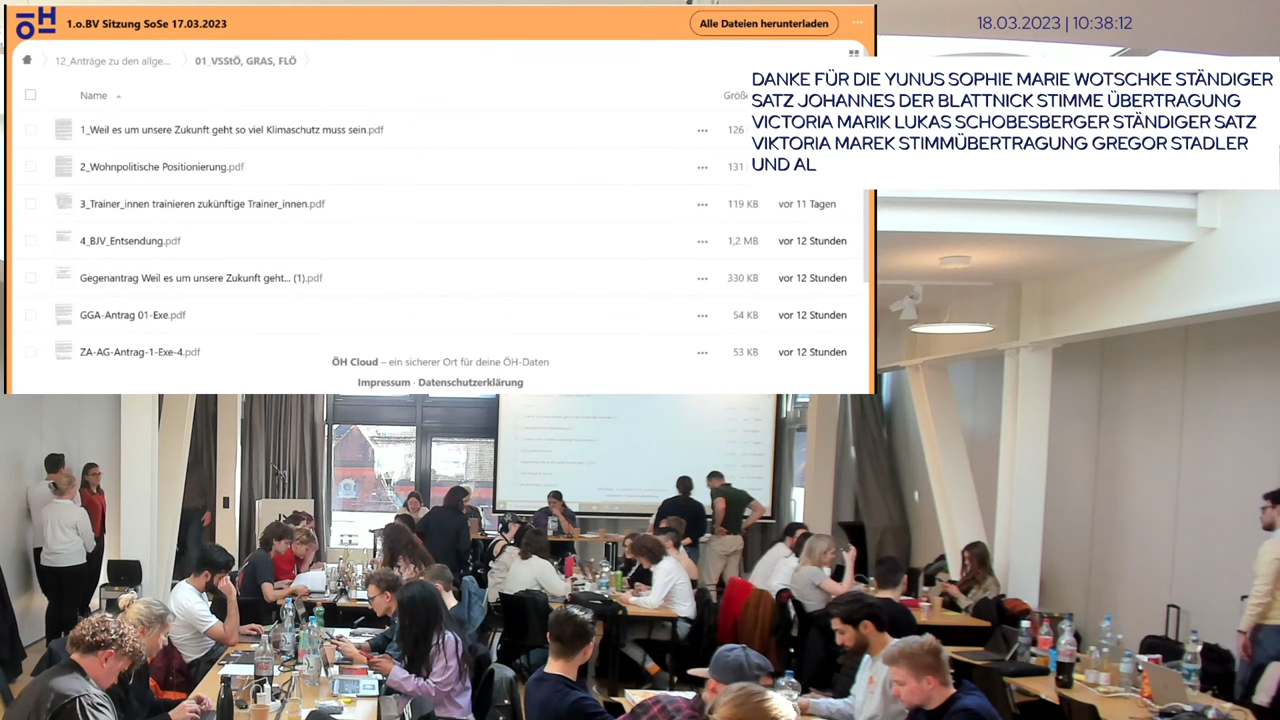 ÖH
1.o.BV Sitzung SoSe 17.03.2023
Alle Dateien herunterladen
18.03.2023 | 10:38:12
12_Anträge zu den allge...
01_VSStÖ, GRAS, FLÖ
Name
Größe
1_Weil es um unsere Zukunft geht so viel Klimaschutz muss sein.pdf
126
2_Wohnpolitische Positionierung.pdf
131
3_Trainer_innen trainieren zukünftige Trainer_innen.pdf
119 KB
vor 11 Tagen
4_BJV_Entsendung.pdf
1,2 MB
vor 12 Stunden
Gegenantrag Weil es um unsere Zukunft geht... (1).pdf
330 KB
vor 12 Stunden
GGA-Antrag 01-Exe.pdf
54 KB
vor 12 Stunden
ZA-AG-Antrag-1-Exe-4.pdf
53 KB
vor 12 Stunden
ÖH Cloud – ein sicherer Ort für deine ÖH-Daten
Impressum · Datenschutzerklärung
DANKE FÜR DIE YUNUS SOPHIE MARIE WOTSCHKE STÄNDIGER
SATZ JOHANNES DER BLATTNICK STIMME ÜBERTRAGUNG
VICTORIA MARIK LUKAS SCHOBESBERGER STÄNDIGER SATZ
VIKTORIA MAREK STIMMÜBERTRAGUNG GREGOR STADLER
UND AL